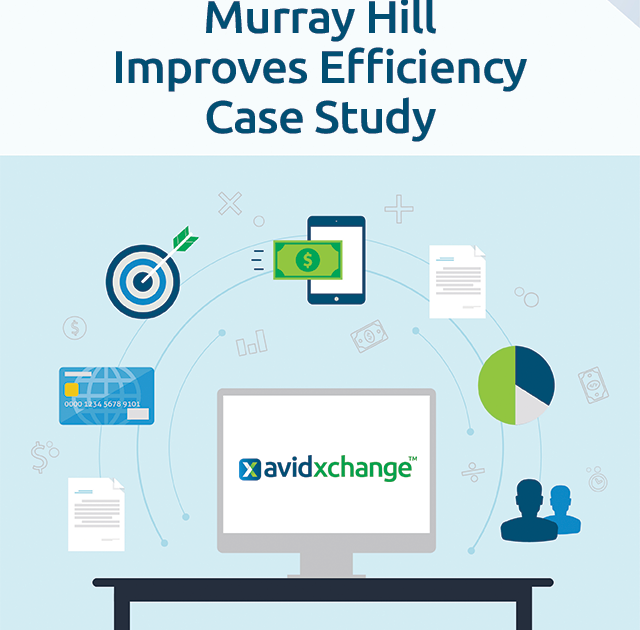 Murray Hill
Improves Efficiency
Case Study
$
$
0000 1234 5678 9101
x avidxchange™
$